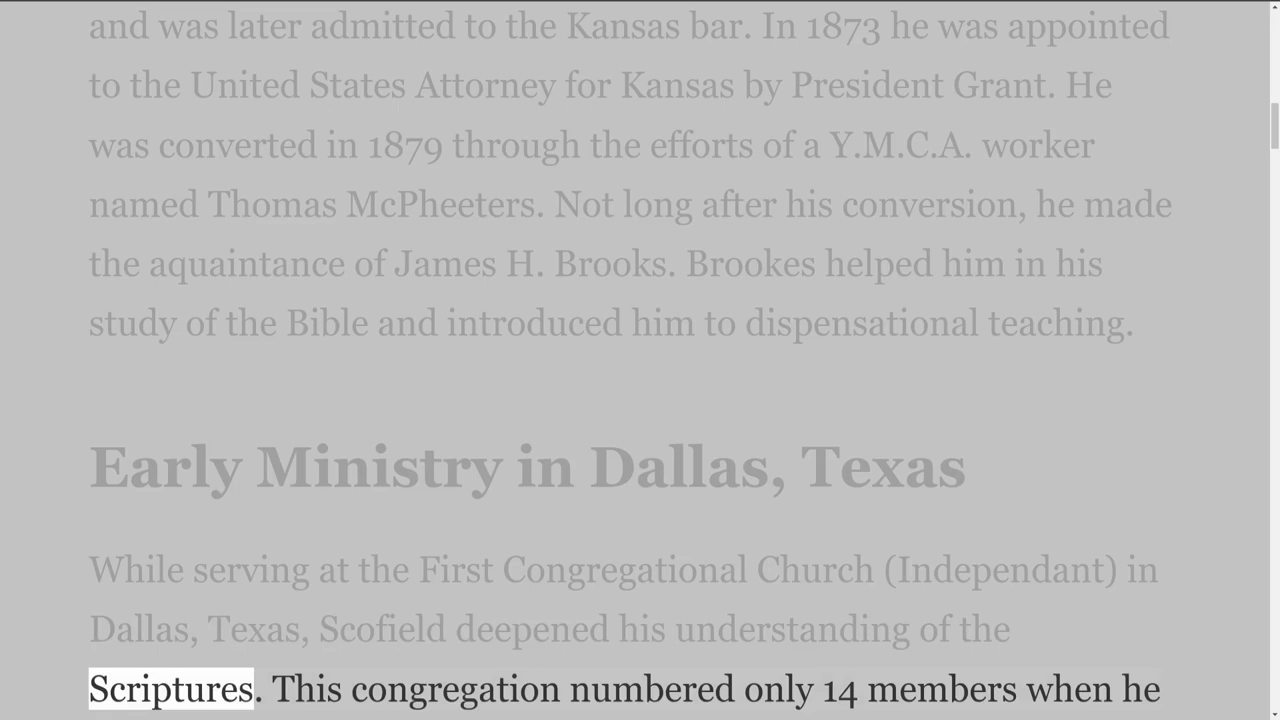 and was later admitted to the Kansas bar. In 1873 he was appointed
to the United States Attorney for Kansas by President Grant. He
was converted in 1879 through the efforts of a Y.M.C.A. worker
named Thomas McPheeters. Not long after his conversion, he made
the aquaintance of James H. Brooks. Brookes helped him in his
study of the Bible and introduced him to dispensational teaching.
Early Ministry in Dallas, Texas
While serving at the First Congregational Church (Independant) in
Dallas, Texas, Scofield deepened his understanding of the
Scriptures. This congregation numbered only 14 members when he